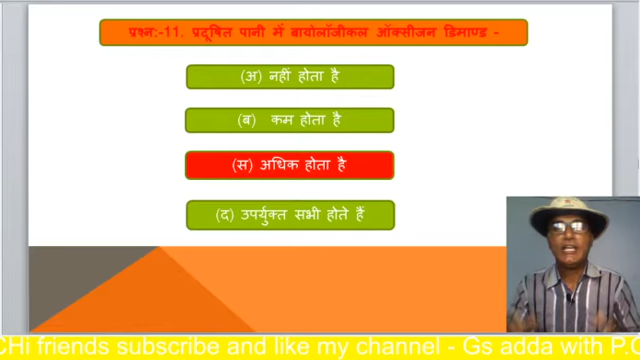 प्रश्न:-11. प्रदूषित पानी में बायोलॉजीकल ऑक्सीजन डिमाण्ड -
(अ) नहीं होता है
(ब) कम होता है
(स) अधिक होता है
(द) उपर्युक्त सभी होते हैं
CHi friends subscribe and like my channel - Gs adda with P.C